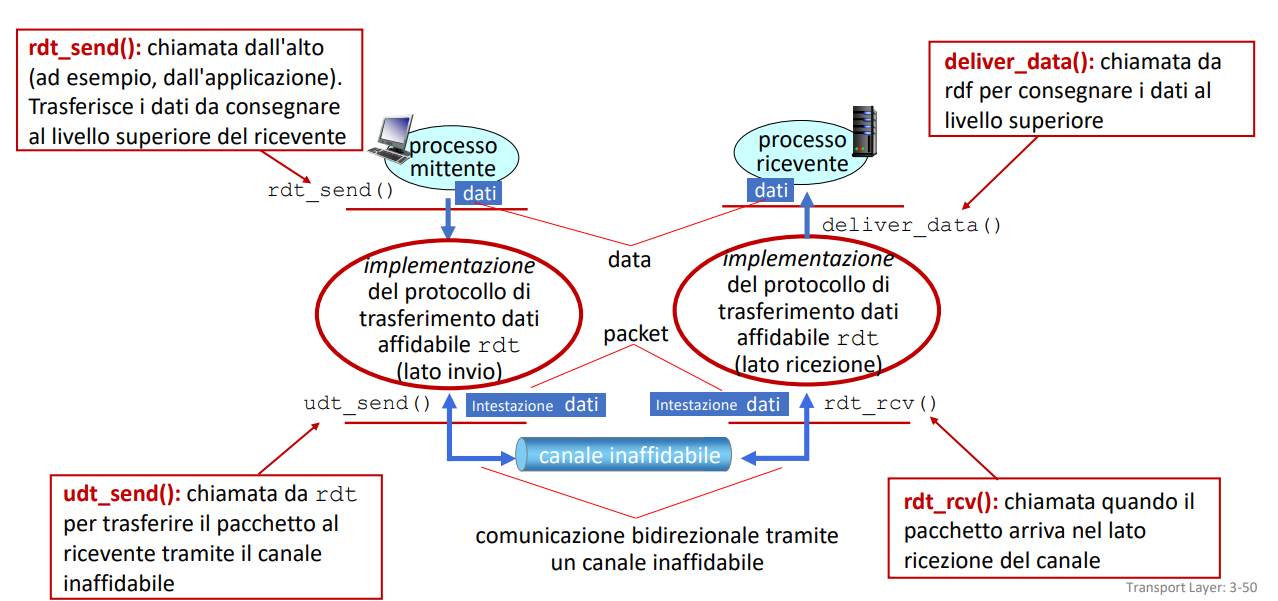 rdt_send(): chiamata dall'alto
(ad esempio, dall'applicazione).
Trasferisce i dati da consegnare
al livello superiore del ricevente
deliver_data(): chiamata da
rdf per consegnare i dati al
livello superiore
processo
mittente
dati
processo
ricevente
dati
rdt_send()
deliver_data()
data
implementazione
del protocollo di
trasferimento dati
affidabile rdt
(lato invio)
implementazione
del protocollo di
trasferimento dati
affidabile rdt
(lato ricezione)
packet
udt_send()
Intestazione dati
Intestazione dati
rdt_rcv()
canale inaffidabile
udt_send(): chiamata da rdt
per trasferire il pacchetto al
ricevente tramite il canale
inaffidabile
comunicazione bidirezionale tramite
un canale inaffidabile
rdt_rcv(): chiamata quando il
pacchetto arriva nel lato
ricezione del canale
Transport Layer: 3-50